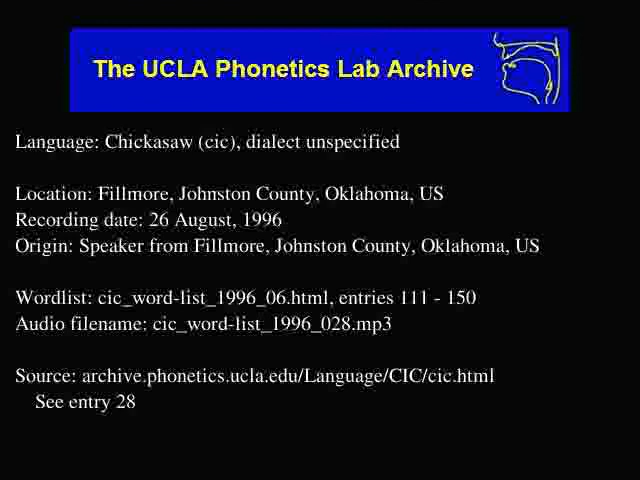 The UCLA Phonetics Lab Archive
Language: Chickasaw (cic), dialect unspecified
Location: Fillmore, Johnston County, Oklahoma, US
Recording date: 26 August, 1996
Origin: Speaker from Fillmore, Johnston County, Oklahoma, US
Wordlist: cic_word-list_1996_06.html, entries 111 - 150
Audio filename: cic_word-list_1996_028.mp3
Source: archive.phonetics.ucla.edu/Language/CIC/cic.html
See entry 28